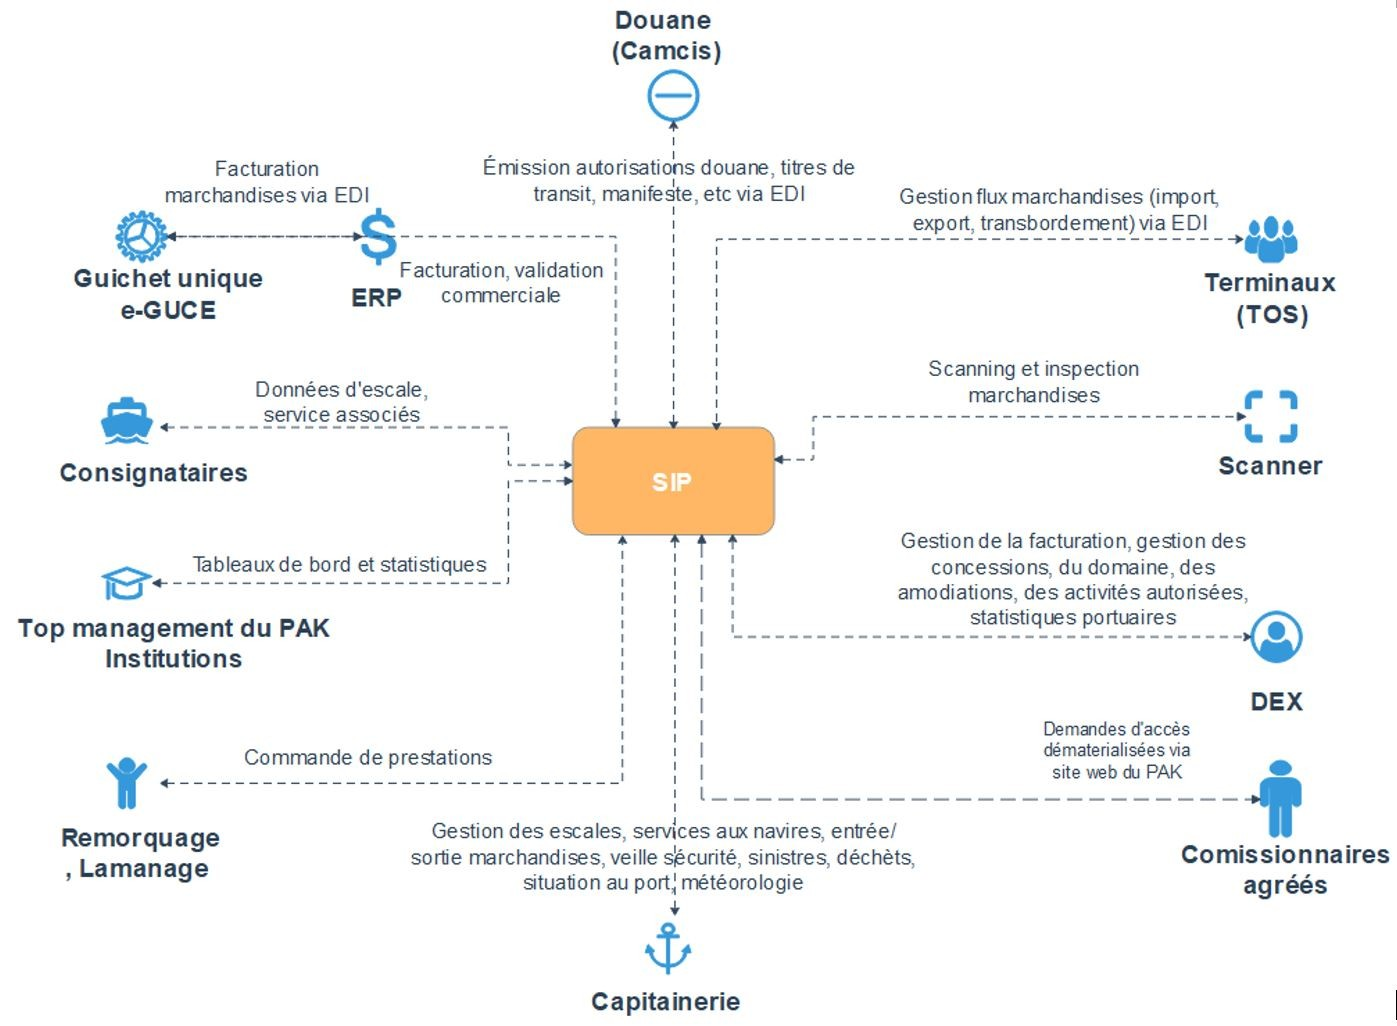 Douane
(Camcis)
Facturation
marchandises via EDI
Émission autorisations douane, titres de
transit, manifeste, etc via EDI
Gestion flux marchandises (import,
export, transbordement) via EDI
Guichet unique
e-GUCE
ERP
Facturation, validation
commerciale
Terminaux
(TOS)
Données d'escale,
service associés
Scanning et inspection
marchandises
Consignataires
SIP
Scanner
Tableaux de bord et statistiques
Gestion de la facturation, gestion des
concessions, du domaine, des
amodiations, des activités autorisées,
statistiques portuaires
Top management du PAK
Institutions
DEX
Commande de prestations
Demandes d'accès
dématerialisées via
site web du PAK
Remorquage
, Lamanage
Gestion des escales, services aux navires, entrée/
sortie marchandises, veille sécurité, sinistres, déchèts,
situation au port, météorologie
Comissionnaires
agréés
Capitainerie